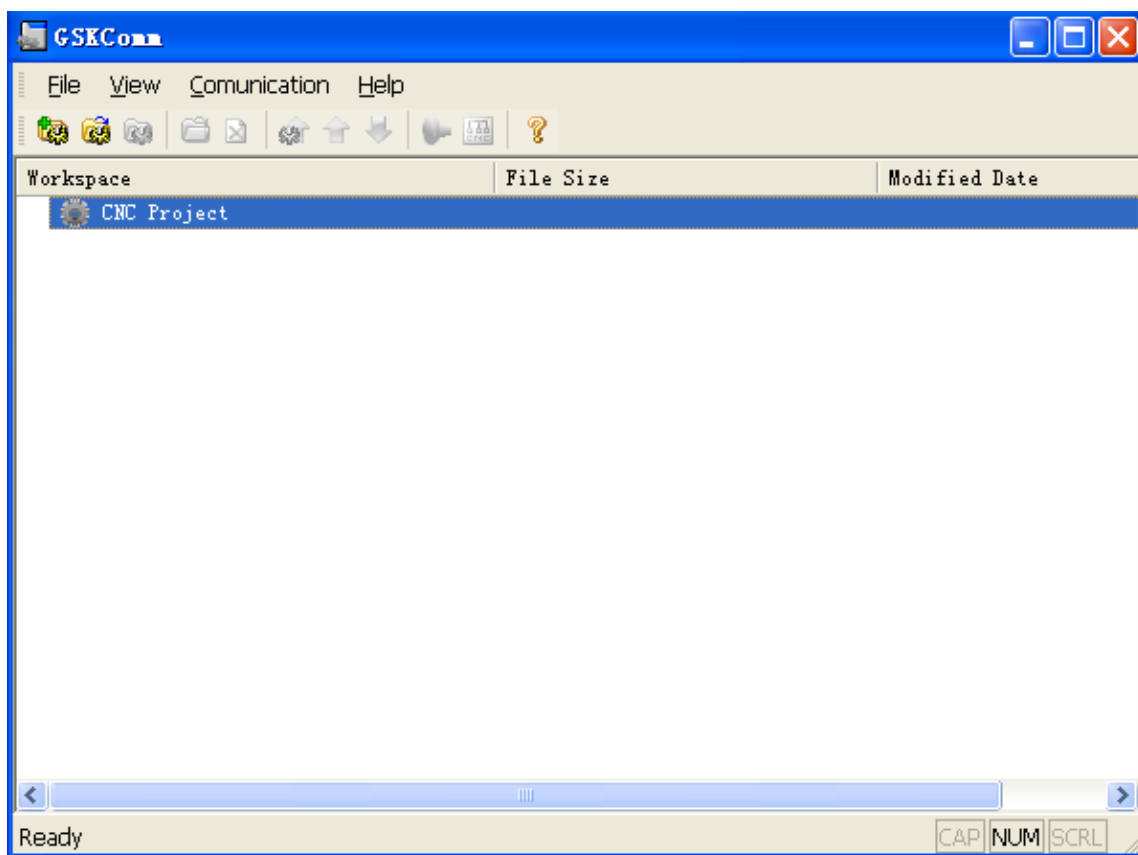 GSKComm
File View Comunication Help
Workspace File Size Modified Date
CNC Project
Ready CAP NUM SCRL